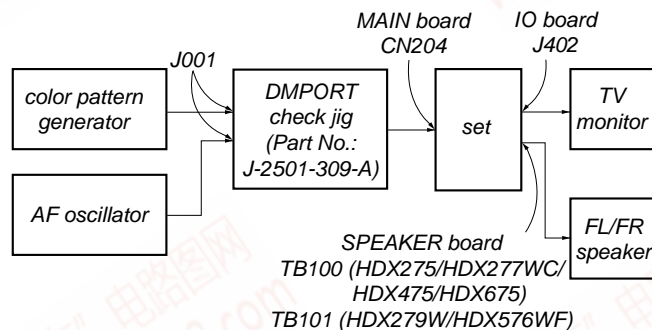 MAIN board
CN204
IO board
J402
J001
color pattern
generator
DMPORT
check jig
(Part No.:
J-2501-309-A)
set
TV
monitor
AF oscillator
SPEAKER board
TB100 (HDX275/HDX277WC/
HDX475/HDX675)
TB101 (HDX279W/HDX576WF)
FL/FR
speaker